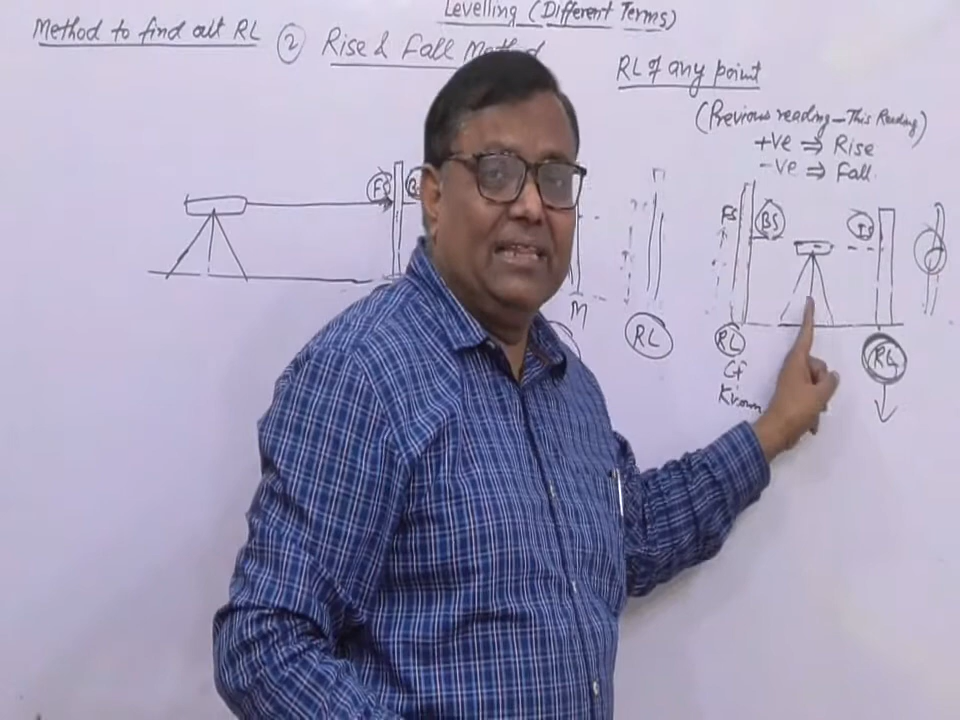 Levelling (Different Terms)
Method to find out RL
② Rise & Fall Method
RL of any point
(Previous reading - This Reading)
+Ve ⇒ Rise
-Ve ⇒ Fall
FS
FS
BS
IS
M
RL
RL
RL
of
Known